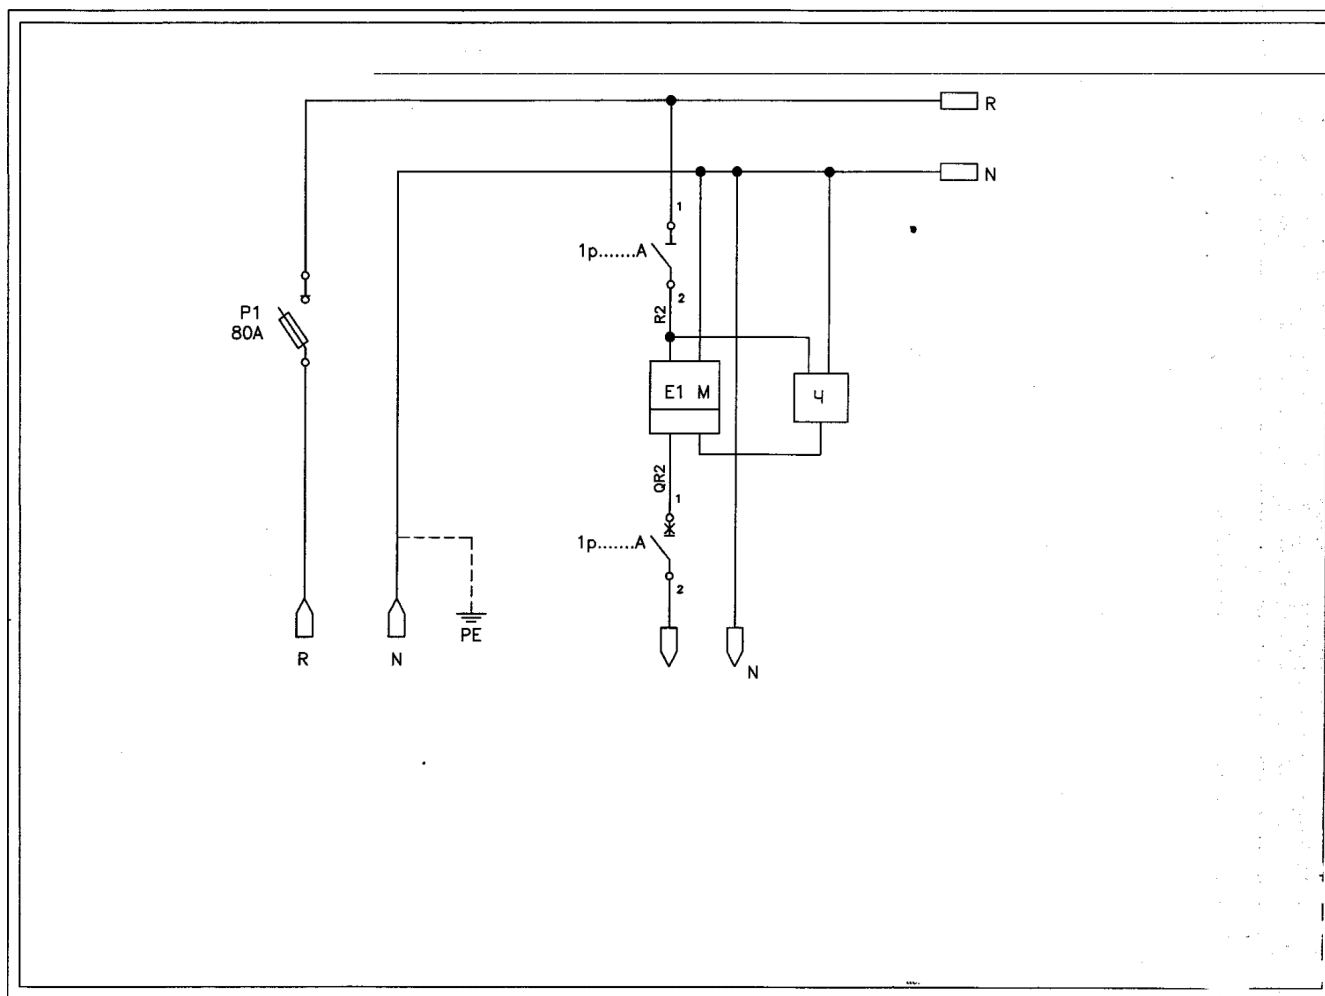 R
N
1
1p.......A
2
R2
P1
80A
E1 M
Ч
QR2
1
1p.......A
2
PE
R
N
N